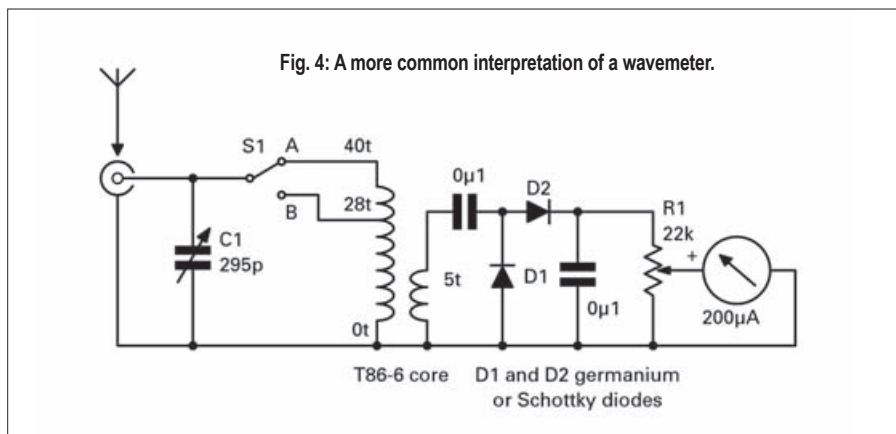 Fig. 4: A more common interpretation of a wavemeter.
S1
A
40t
B
28t
0t
C1
295p
5t
0µ1
D2
D1
0µ1
R1
22k
+
200µA
T86-6 core
D1 and D2 germanium
or Schottky diodes